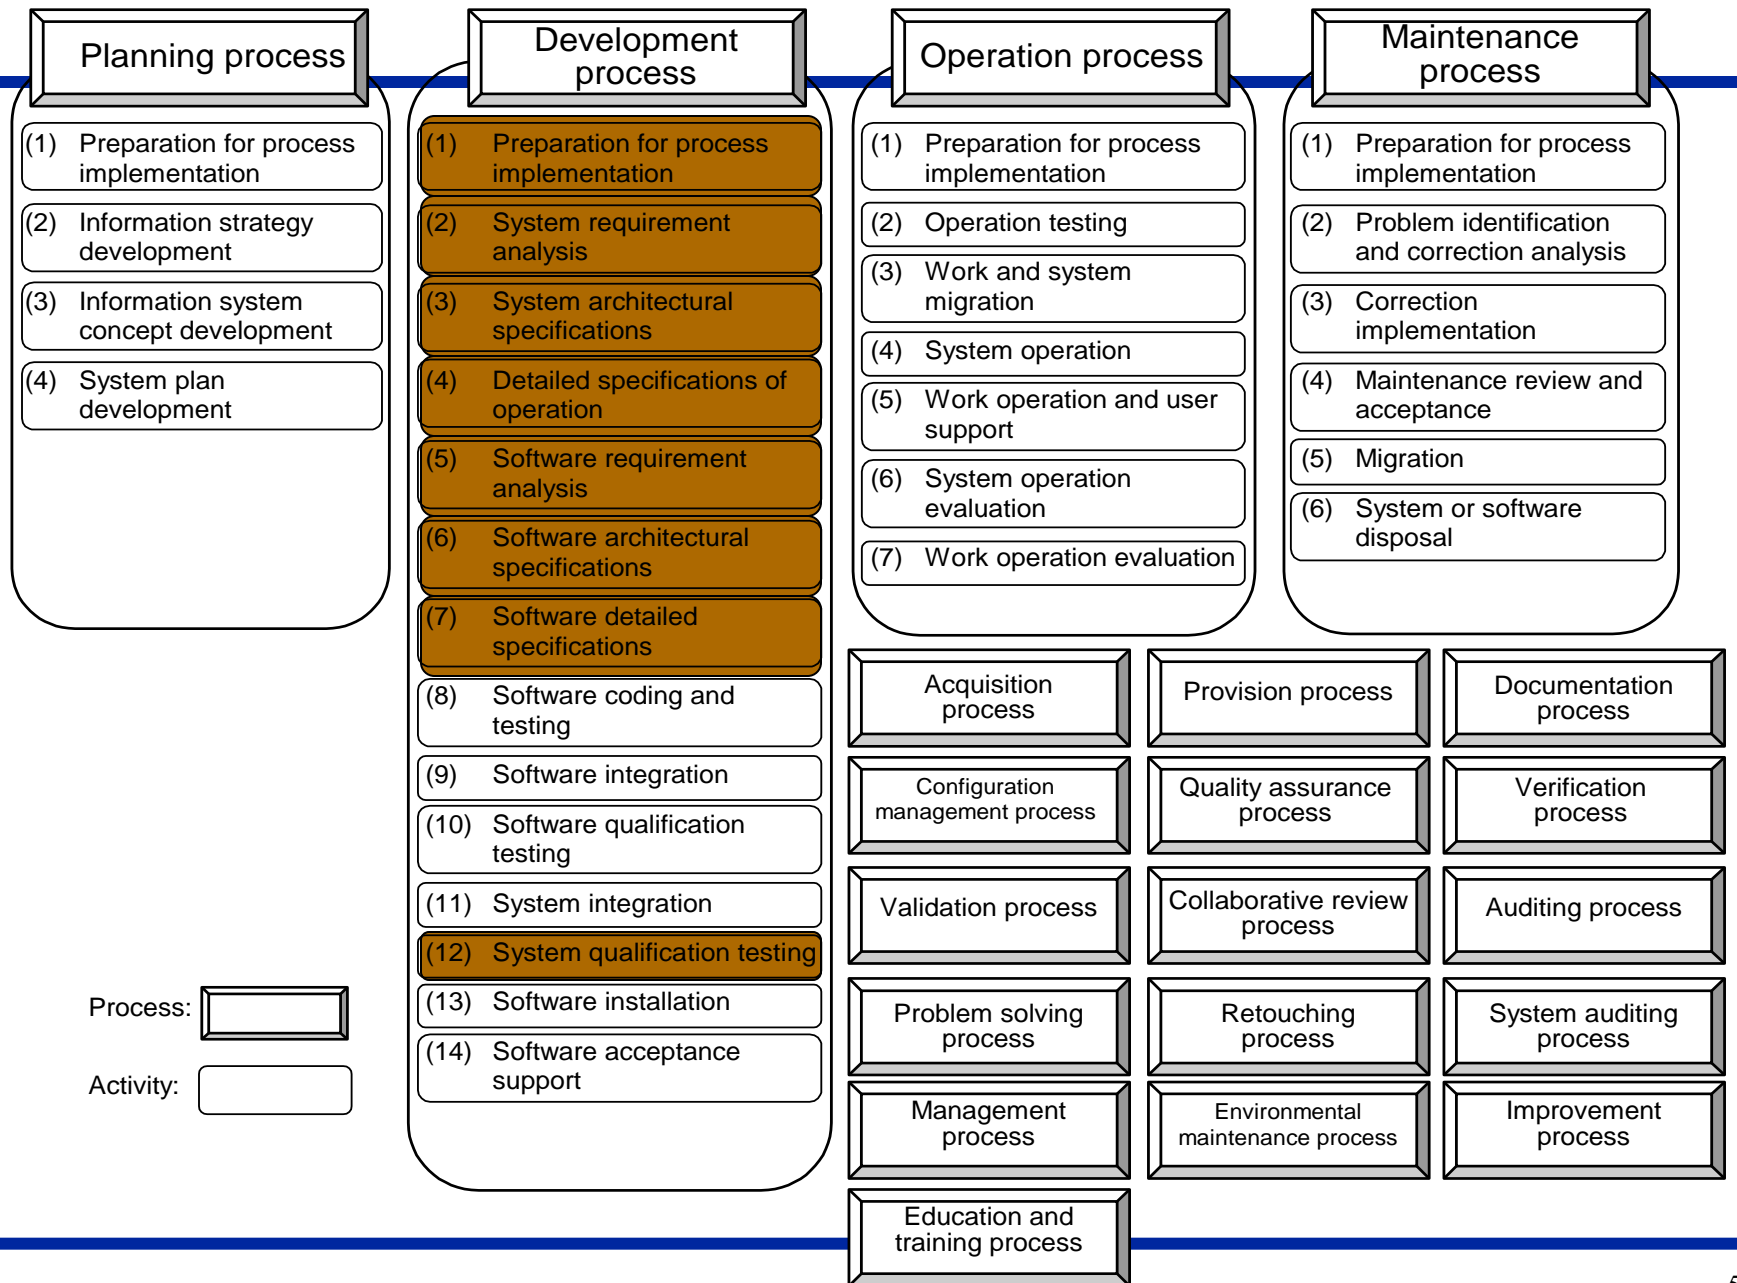 Planning process
(1) Preparation for process
implementation
(2) Information strategy
development
(3) Information system
concept development
(4) System plan
development
Development
process
(1) Preparation for process
implementation
(2) System requirement
analysis
(3) System architectural
specifications
(4) Detailed specifications of
operation
(5) Software requirement
analysis
(6) Software architectural
specifications
(7) Software detailed
specifications
(8) Software coding and
testing
(9) Software integration
(10) Software qualification
testing
(11) System integration
(12) System qualification testing
(13) Software installation
(14) Software acceptance
support
Operation process
(1) Preparation for process
implementation
(2) Operation testing
(3) Work and system
migration
(4) System operation
(5) Work operation and user
support
(6) System operation
evaluation
(7) Work operation evaluation
Maintenance
process
(1) Preparation for process
implementation
(2) Problem identification
and correction analysis
(3) Correction
implementation
(4) Maintenance review and
acceptance
(5) Migration
(6) System or software
disposal
Acquisition
process
Provision process
Documentation
process
Configuration
management process
Quality assurance
process
Verification
process
Validation process
Collaborative review
process
Auditing process
Problem solving
process
Retouching
process
System auditing
process
Management
process
Environmental
maintenance process
Improvement
process
Education and
training process
Process:
Activity: